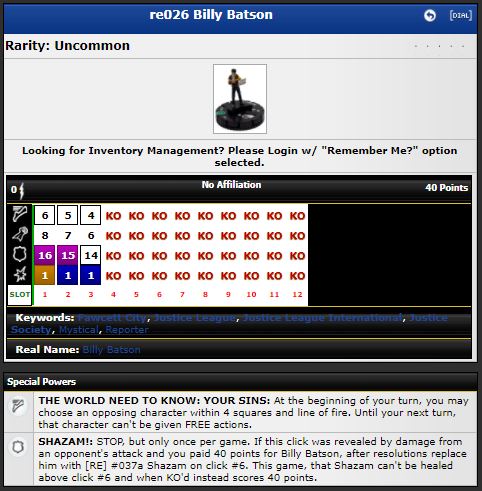 re026 Billy Batson
[DIAL]
Rarity: Uncommon
Looking for Inventory Management? Please Login w/ "Remember Me?" option
selected.
0
No Affiliation
40 Points
6 5 4 KO KO KO KO KO KO KO KO KO
8 7 6 KO KO KO KO KO KO KO KO KO
16 15 14 KO KO KO KO KO KO KO KO KO
1 1 1 KO KO KO KO KO KO KO KO KO
SLOT 1 2 3 4 5 6 7 8 9 10 11 12
Keywords: Fawcett City, Justice League, Justice League International, Justice
Society, Mystical, Reporter
Real Name: Billy Batson
Special Powers
THE WORLD NEED TO KNOW: YOUR SINS: At the beginning of your turn, you may
choose an opposing character within 4 squares and line of fire. Until your next turn,
that character can't be given FREE actions.
SHAZAM!: STOP, but only once per game. If this click was revealed by damage from
an opponent's attack and you paid 40 points for Billy Batson, after resolutions replace
him with [RE] #037a Shazam on click #6. This game, that Shazam can't be healed
above click #6 and when KO'd instead scores 40 points.